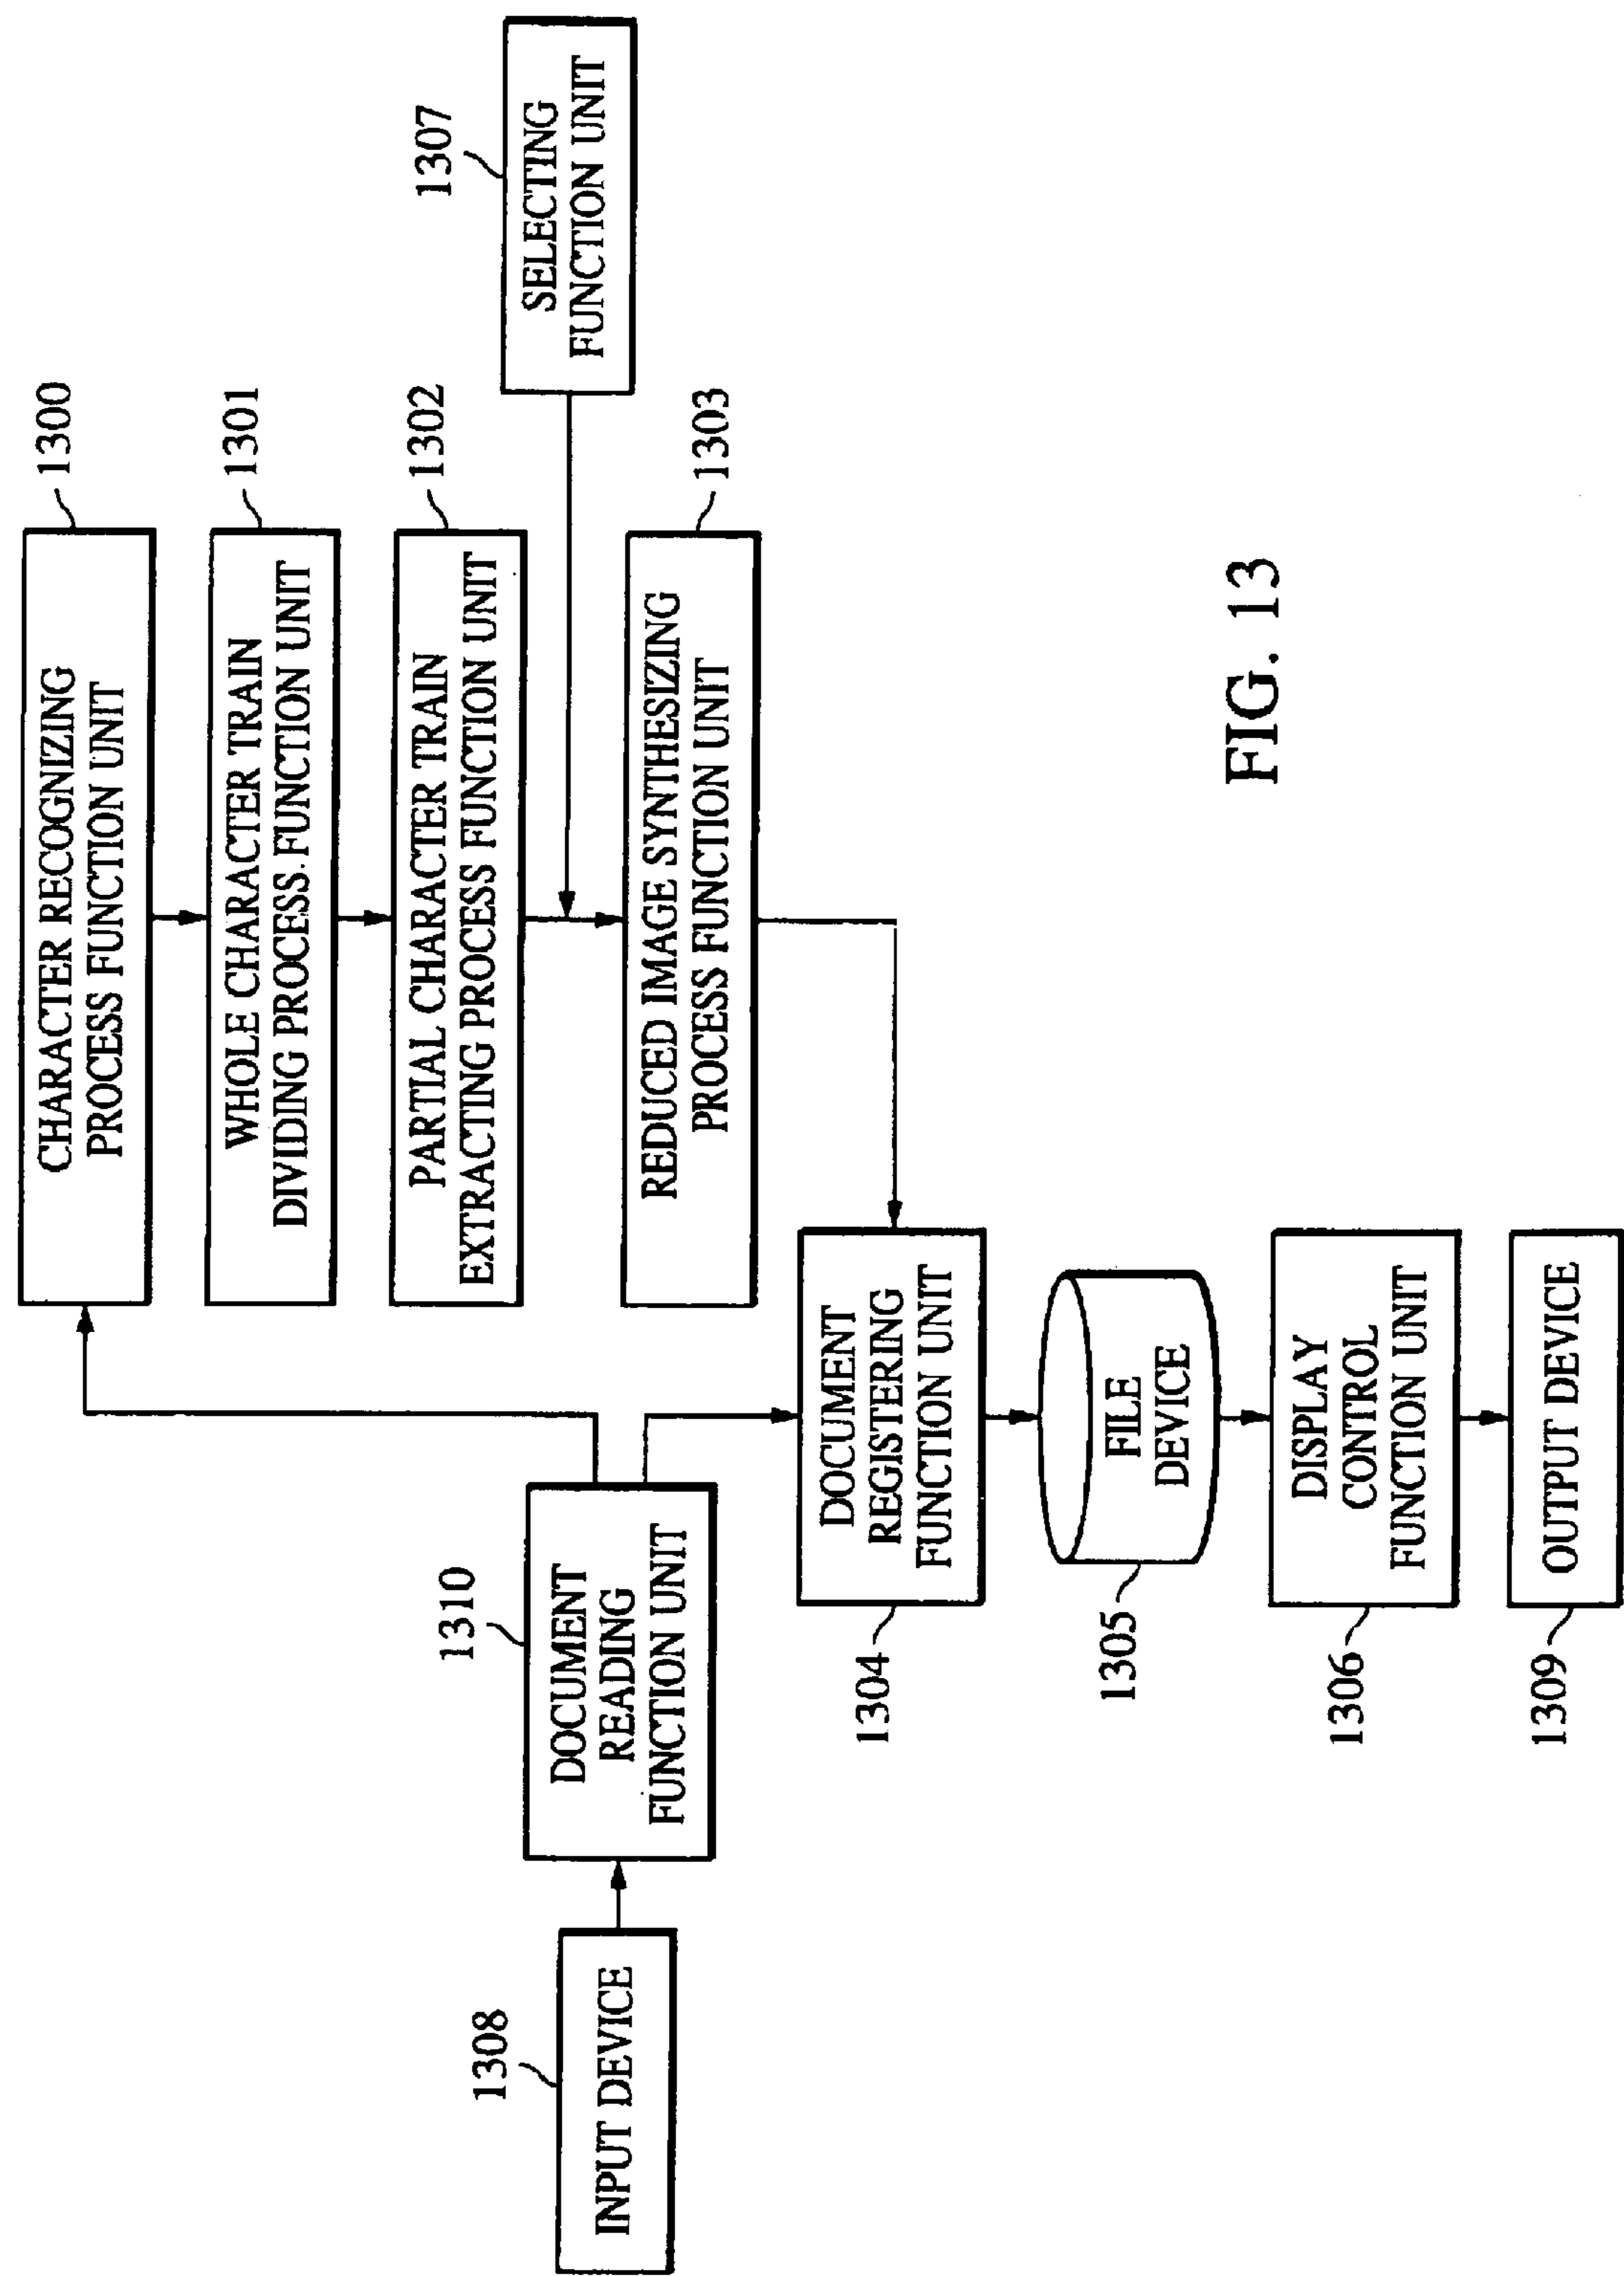 1300
CHARACTER RECOGNIZING
PROCESS FUNCTION UNIT
1301
WHOLE CHARACTER TRAIN
DIVIDING PROCESS FUNCTION UNIT
1302
PARTIAL CHARACTER TRAIN
EXTRACTING PROCESS FUNCTION UNIT
1307
SELECTING
FUNCTION UNIT
1303
REDUCED IMAGE SYNTHESIZING
PROCESS FUNCTION UNIT
1308
INPUT DEVICE
1310
DOCUMENT
READING
FUNCTION UNIT
1304
DOCUMENT
REGISTERING
FUNCTION UNIT
1305
FILE
DEVICE
1306
DISPLAY
CONTROL
FUNCTION UNIT
1309
OUTPUT DEVICE
FIG. 13